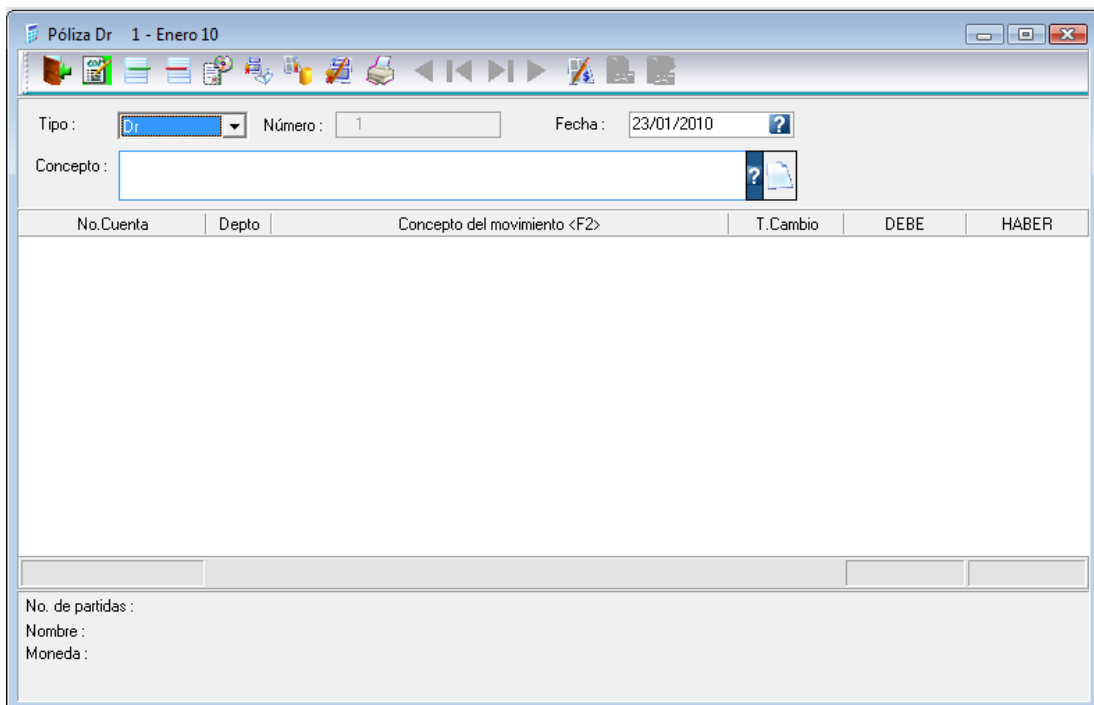 Póliza Dr 1 - Enero 10
Tipo : Dr Número : 1 Fecha : 23/01/2010 ?
Concepto : ?
No.Cuenta Depto Concepto del movimiento <F2> T.Cambio DEBE HABER
No. de partidas :
Nombre :
Moneda :